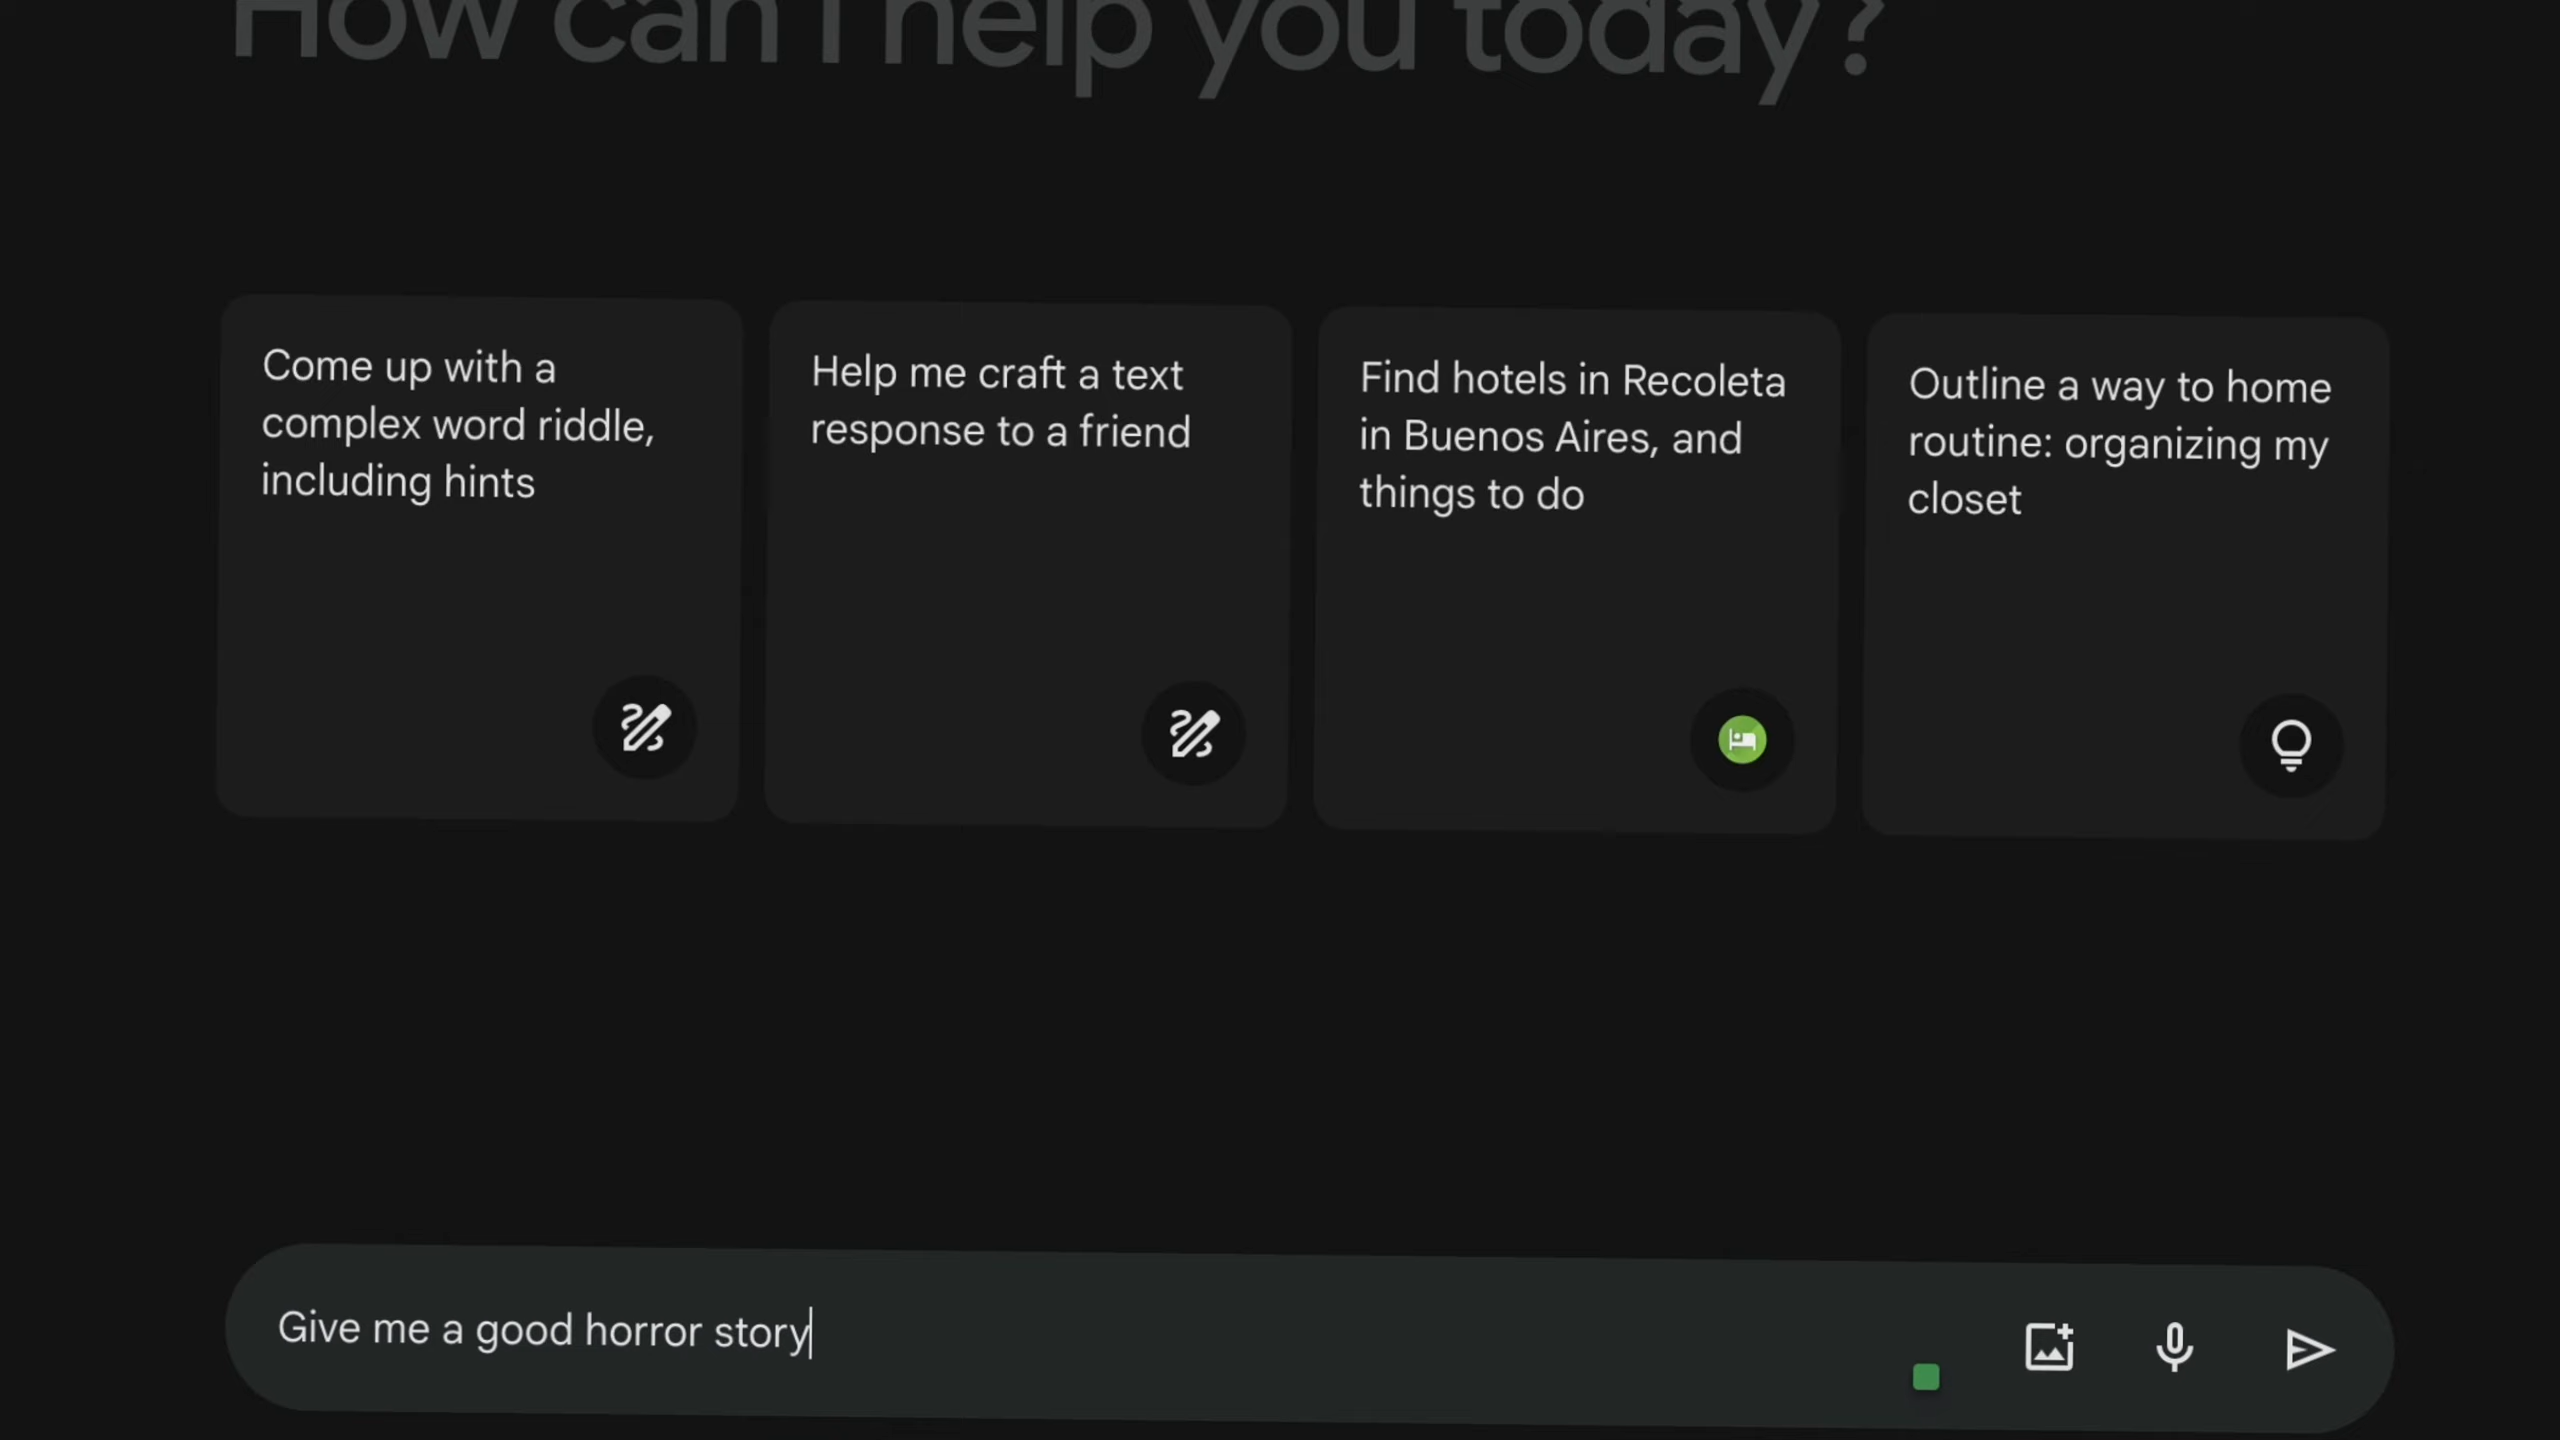 How can I help you today?
Come up with a
complex word riddle,
including hints
Help me craft a text
response to a friend
Find hotels in Recoleta
in Buenos Aires, and
things to do
Outline a way to home
routine: organizing my
closet
Give me a good horror story